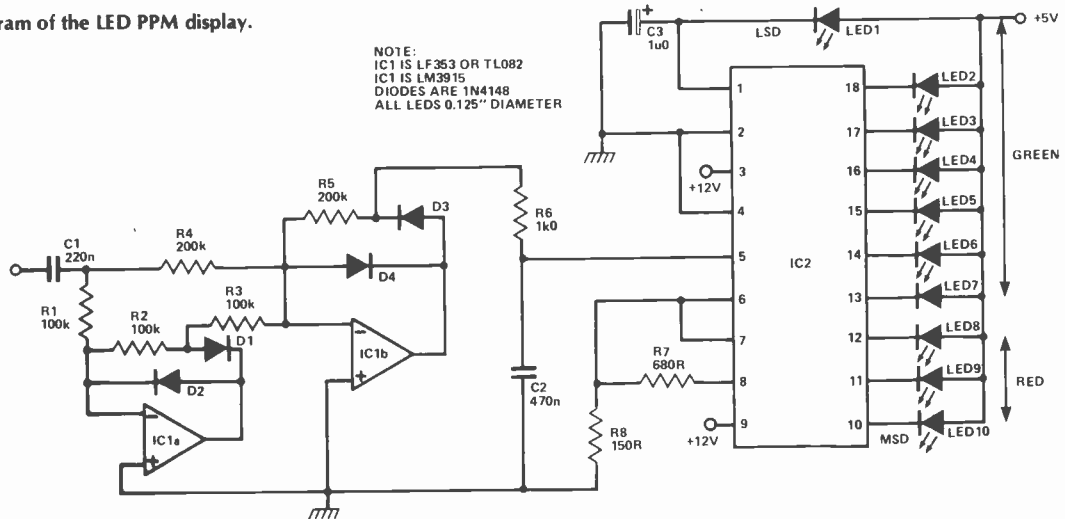 ram of the LED PPM display.
NOTE:
IC1 IS LF353 OR TL082
IC1 IS LM3915
DIODES ARE 1N4148
ALL LEDS 0.125" DIAMETER
C3
1u0
LSD
LED1
+5V
1
18
LED2
2
17
LED3
+12V
3
16
LED4
GREEN
4
15
LED5
5
IC2
14
LED6
6
13
LED7
7
12
LED8
8
11
LED9
RED
+12V
9
10
MSD
LED10
R5
200k
D3
R6
1k0
C1
220n
R4
200k
D4
R1
100k
R2
100k
R3
100k
D1
D2
IC1b
IC1a
C2
470n
R7
680R
R8
150R